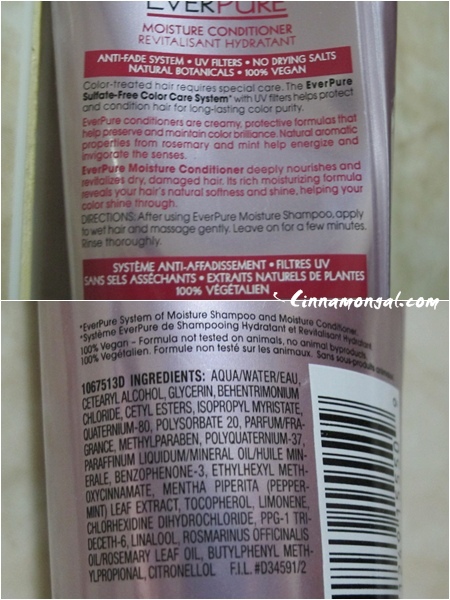 EVERPURE
MOISTURE CONDITIONER
REVITALISANT HYDRATANT
ANTI-FADE SYSTEM • UV FILTERS • NO DRYING SALTS
NATURAL BOTANICALS • 100% VEGAN
Color-treated hair requires special care. The EverPure
Sulfate-Free Color Care System* with UV filters helps protect
and condition hair for long-lasting color purity.
EverPure conditioners are creamy, protective formulas that
help preserve and maintain color brilliance. Natural aromatic
properties from rosemary and mint help energize and
invigorate the senses.
EverPure Moisture Conditioner deeply nourishes and
revitalizes dry, damaged hair. Its rich moisturizing formula
reveals your hair's natural softness and shine, helping your
color shine through.
DIRECTIONS: After using EverPure Moisture Shampoo, apply
to wet hair and massage gently. Leave on for a few minutes.
Rinse thoroughly.
SYSTÈME ANTI-AFFADISSEMENT • FILTRES UV
SANS SELS ASSÉCHANTS • EXTRAITS NATURELS DE PLANTES
100% VÉGÉTALIEN
Cinnamongal.com
*EverPure System of Moisture Shampoo and Moisture Conditioner.
*Système EverPure de Shampooing Hydratant et Revitalisant Hydratant.
100% Vegan - Formula not tested on animals, no animal byproducts.
100% Végétalien. Formule non testé sur les animaux. Sans sous-produits
1067513D INGREDIENTS: AQUA/WATER/EAU,
CETEARYL ALCOHOL, GLYCERIN, BEHENTRIMONIUM
CHLORIDE, CETYL ESTERS, ISOPROPYL MYRISTATE,
QUATERNIUM-80, POLYSORBATE 20, PARFUM/FRA-
GRANCE, METHYLPARABEN, POLYQUATERNIUM-37,
PARAFFINUM LIQUIDUM/MINERAL OIL/HUILE MIN-
ERALE, BENZOPHENONE-3, ETHYLHEXYL METH-
OXYCINNAMATE, MENTHA PIPERITA (PEPPER-
MINT) LEAF EXTRACT, TOCOPHEROL, LIMONENE,
CHLORHEXIDINE DIHYDROCHLORIDE, PPG-1 TRI-
DECETH-6, LINALOOL, ROSMARINUS OFFICINALIS
OIL/ROSEMARY LEAF OIL, BUTYLPHENYL METH-
YLPROPIONAL, CITRONELLOL F.I.L. #D34591/2